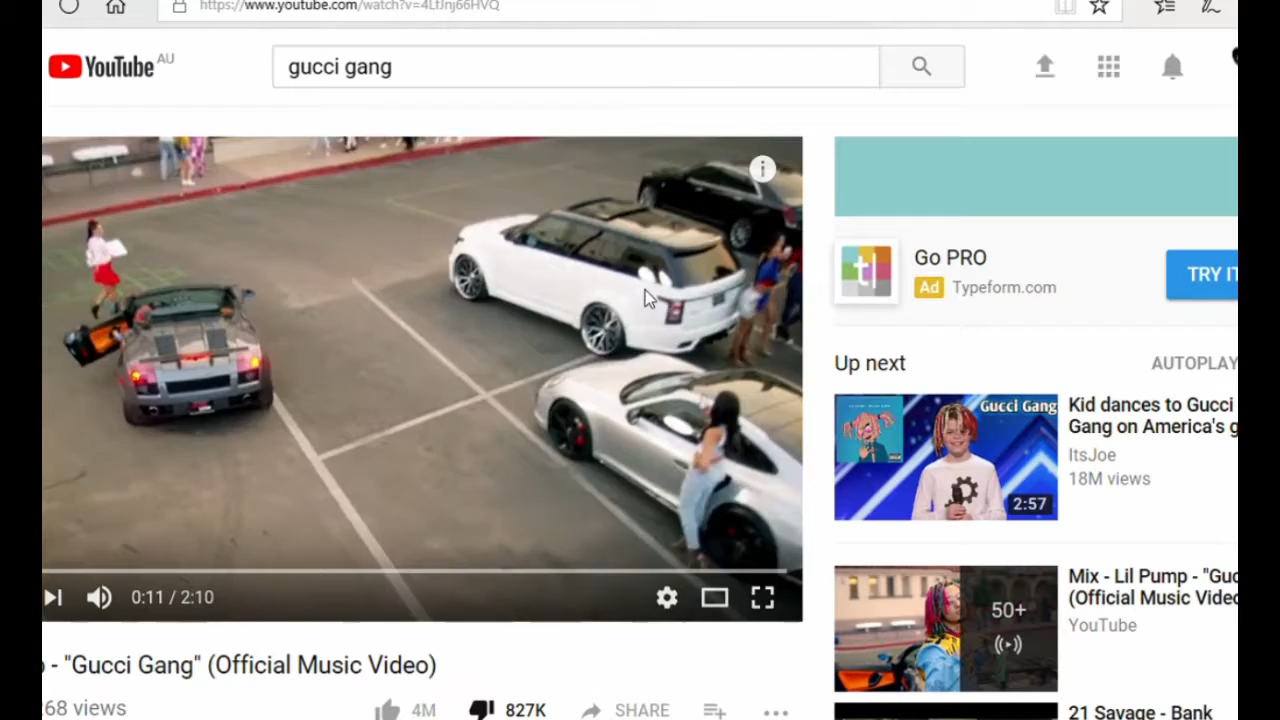 https://www.youtube.com/watch?v=4LfJnj66HVQ
YouTube AU
gucci gang
Go PRO
Ad Typeform.com
TRY IT
Up next
AUTOPLAY
Gucci Gang
2:57
Kid dances to Gucci
Gang on America's g
ItsJoe
18M views
0:11 / 2:10
50+
Mix - Lil Pump - "Guc
(Official Music Video
YouTube
- "Gucci Gang" (Official Music Video)
68 views
4M
827K
SHARE
21 Savage - Bank